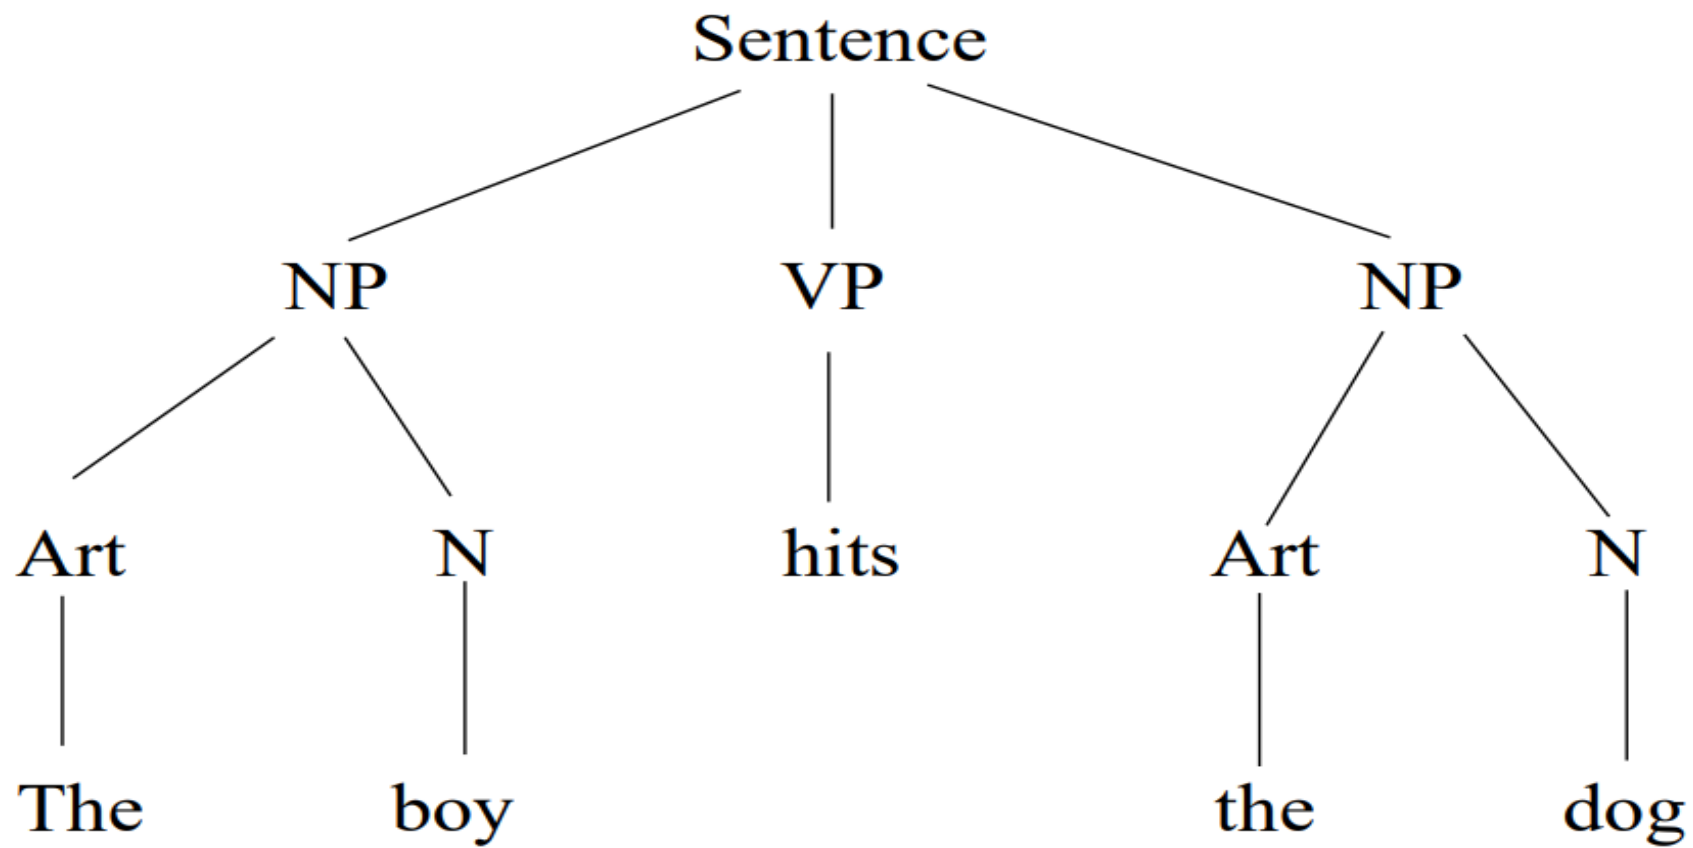 Sentence
NP VP NP
Art N hits Art N
The boy the dog